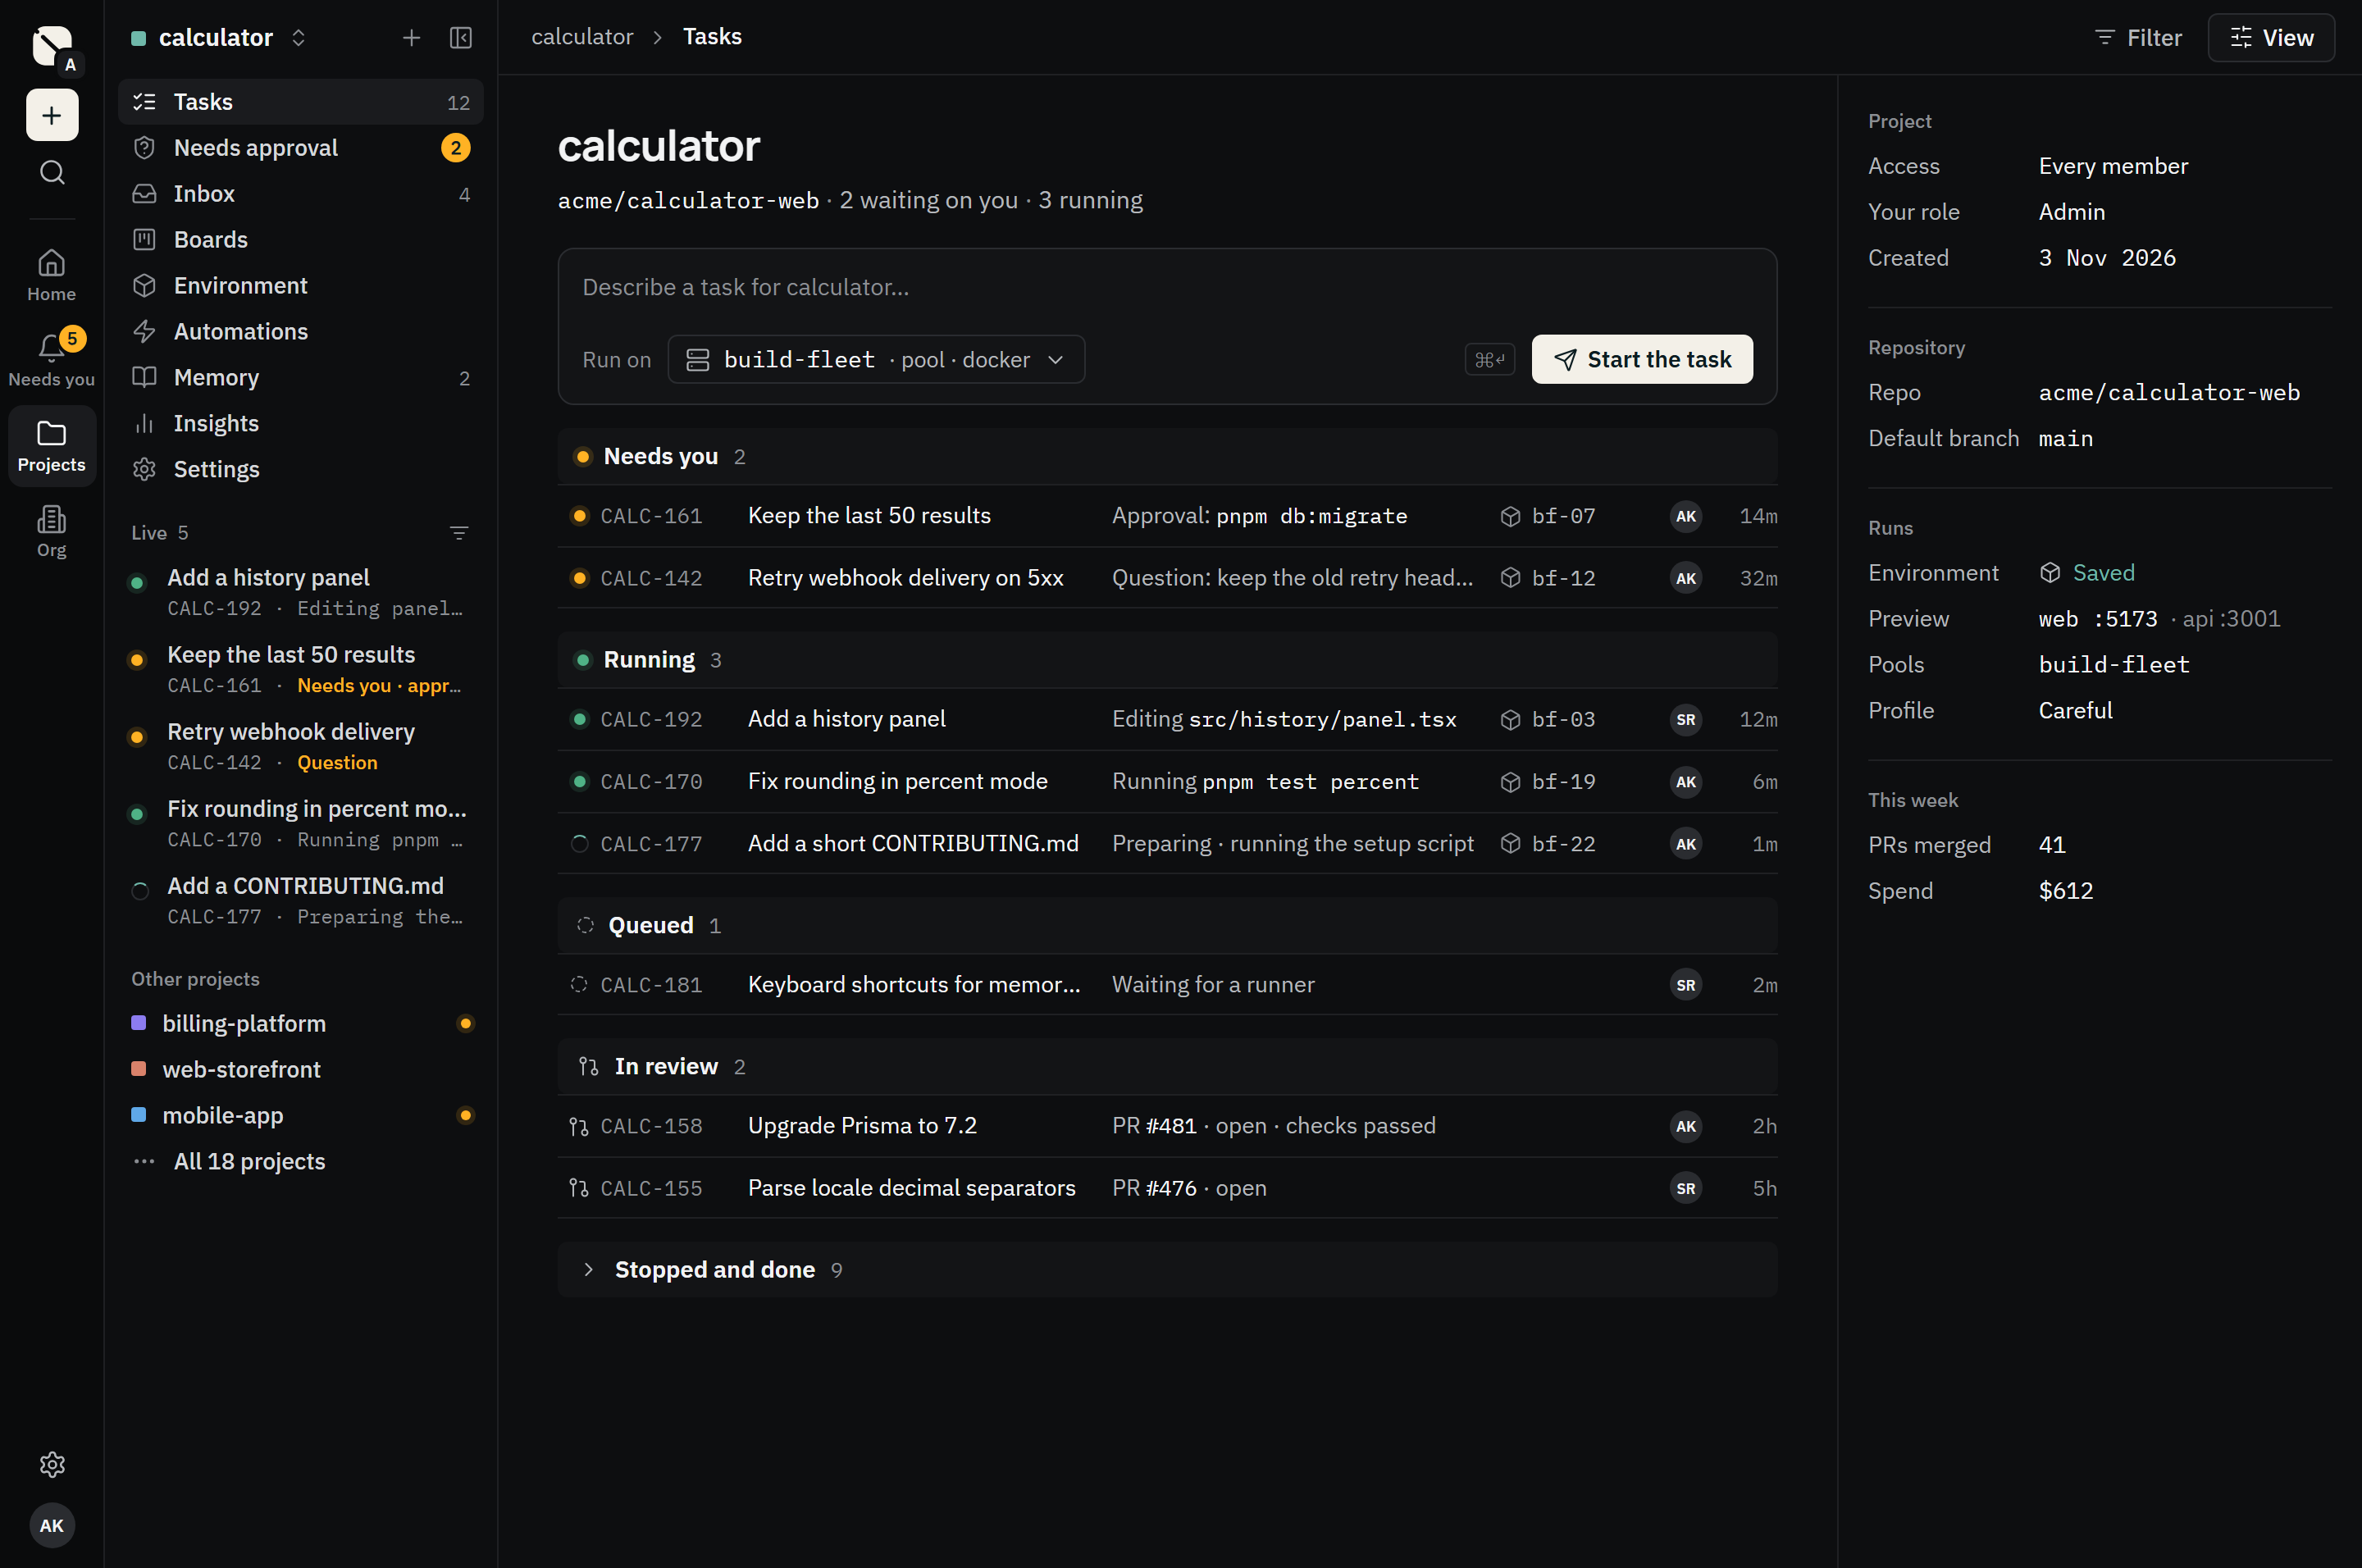 A
Home
5
Needs you
Projects
Org
AK
calculator
Tasks 12
Needs approval 2
Inbox 4
Boards
Environment
Automations
Memory 2
Insights
Settings
Live 5
Add a history panel
CALC-192 · Editing panel…
Keep the last 50 results
CALC-161 · Needs you · appr…
Retry webhook delivery
CALC-142 · Question
Fix rounding in percent mo…
CALC-170 · Running pnpm …
Add a CONTRIBUTING.md
CALC-177 · Preparing the…
Other projects
billing-platform
web-storefront
mobile-app
All 18 projects
calculator > Tasks
Filter
View
calculator
acme/calculator-web · 2 waiting on you · 3 running
Describe a task for calculator…
Run on build-fleet · pool · docker
⌘↵ Start the task
Needs you 2
CALC-161 Keep the last 50 results Approval: pnpm db:migrate bf-07 AK 14m
CALC-142 Retry webhook delivery on 5xx Question: keep the old retry head… bf-12 AK 32m
Running 3
CALC-192 Add a history panel Editing src/history/panel.tsx bf-03 SR 12m
CALC-170 Fix rounding in percent mode Running pnpm test percent bf-19 AK 6m
CALC-177 Add a short CONTRIBUTING.md Preparing · running the setup script bf-22 AK 1m
Queued 1
CALC-181 Keyboard shortcuts for memor… Waiting for a runner SR 2m
In review 2
CALC-158 Upgrade Prisma to 7.2 PR #481 · open · checks passed AK 2h
CALC-155 Parse locale decimal separators PR #476 · open SR 5h
Stopped and done 9
Project
Access Every member
Your role Admin
Created 3 Nov 2026
Repository
Repo acme/calculator-web
Default branch main
Runs
Environment Saved
Preview web :5173 · api :3001
Pools build-fleet
Profile Careful
This week
PRs merged 41
Spend $612